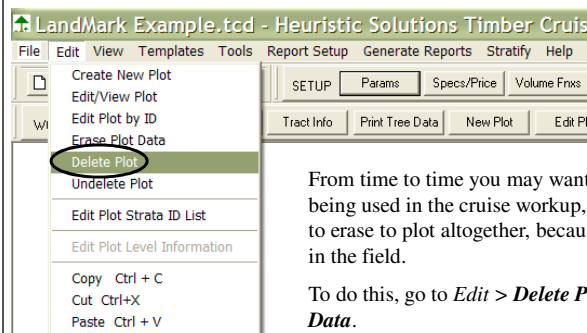 LandMark Example.tcd - Heuristic Solutions Timber Cruis
File Edit View Templates Tools Report Setup Generate Reports Stratify Help
SETUP Params Specs/Price Volume Fnxs
Tract Info Print Tree Data New Plot Edit Pl
Create New Plot
Edit/View Plot
Edit Plot by ID
Erase Plot Data
Delete Plot
Undelete Plot
Edit Plot Strata ID List
Edit Plot Level Information
Copy Ctrl + C
Cut Ctrl+X
Paste Ctrl + V
From time to time you may want
being used in the cruise workup,
to erase to plot altogether, becau
in the field.
To do this, go to Edit > Delete P
Data.